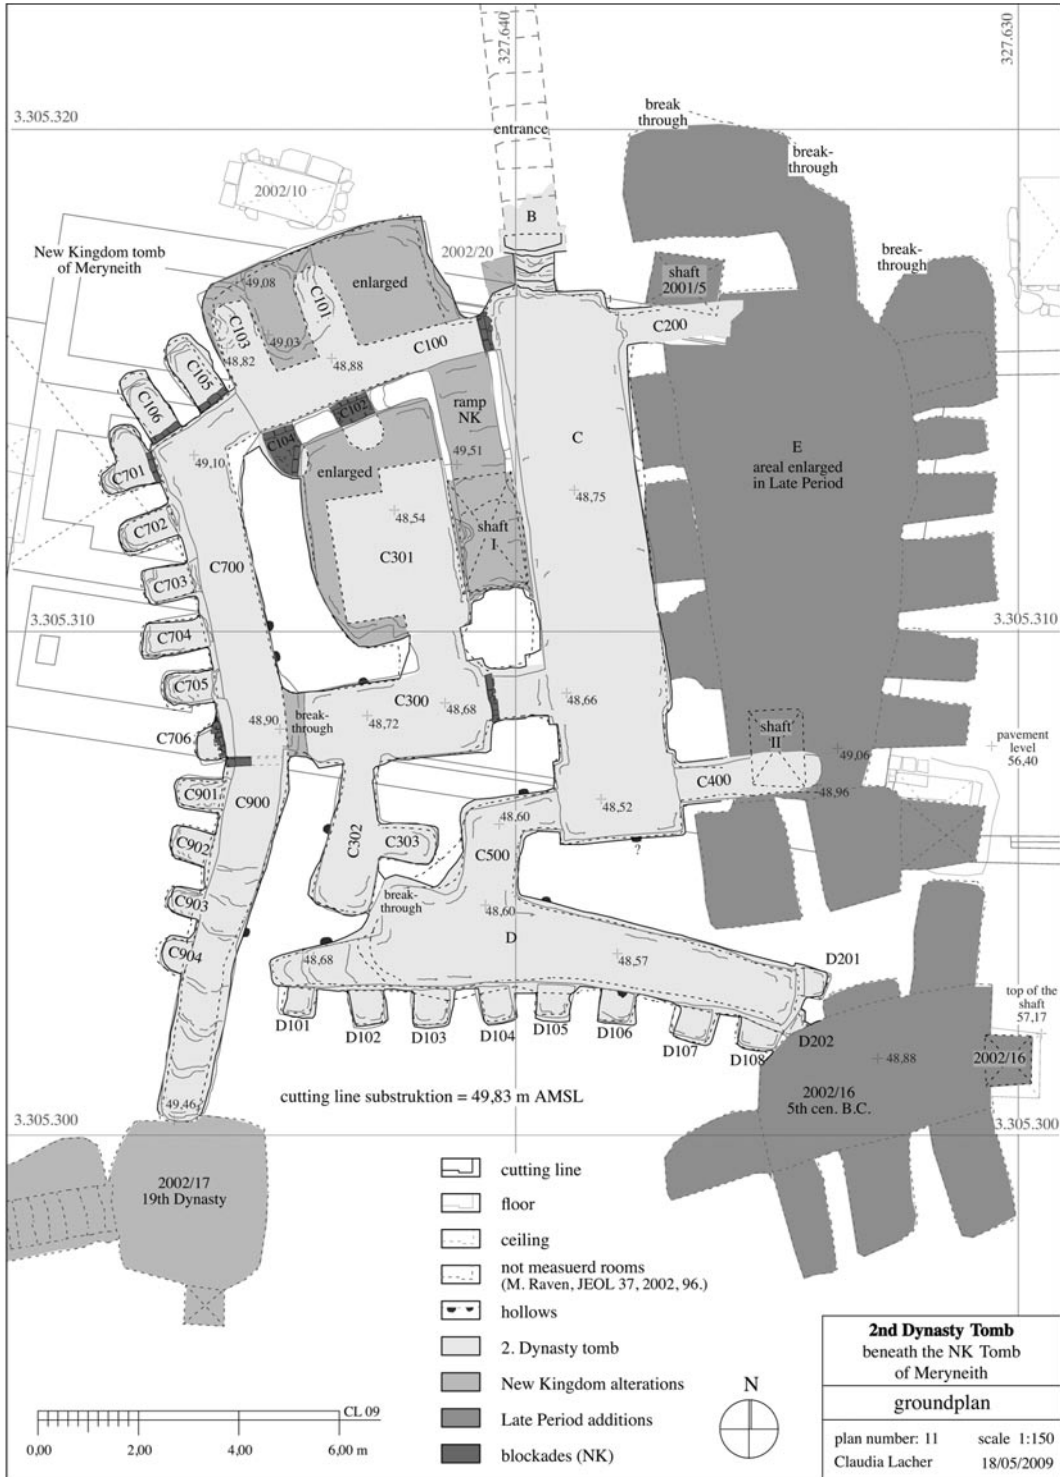 327.640
327.630
3.305.320
break
through
entrance
break-
through
2002/10
B
New Kingdom tomb
of Meryneith
2002/20
break-
through
49,08
enlarged
shaft
2001/5
C101
C103
49,03
C100
C200
48,82
48,88
C105
C106
ramp
NK
C102
C
E
areal enlarged
in Late Period
C104
49,10
49,51
C701
enlarged
48,75
C702
48,54
shaft
I
C301
C700
C703
3.305.310
3.305.310
C704
C705
C300
48,68
48,66
48,90
break-
through
48,72
C706
shaft
II
49,06
pavement
level
56,40
C400
48,96
C901
C900
48,52
48,60
C902
C302
C303
C500
?
break-
through
C903
48,60
D
C904
48,68
48,57
D201
top of the
shaft
57,17
D101
D102
D103
D104
D105
D106
D107
D108
D202
48,88
2002/16
cutting line substruktion = 49,83 m AMSL
2002/16
5th cen. B.C.
49,46
3.305.300
3.305.300
2002/17
19th Dynasty
cutting line
floor
ceiling
not measuerd rooms
(M. Raven, JEOL 37, 2002, 96.)
hollows
2. Dynasty tomb
New Kingdom alterations
Late Period additions
blockades (NK)
CL 09
0,00
2,00
4,00
6,00 m
N
2nd Dynasty Tomb
beneath the NK Tomb
of Meryneith
groundplan
plan number: 11
scale 1:150
Claudia Lacher
18/05/2009